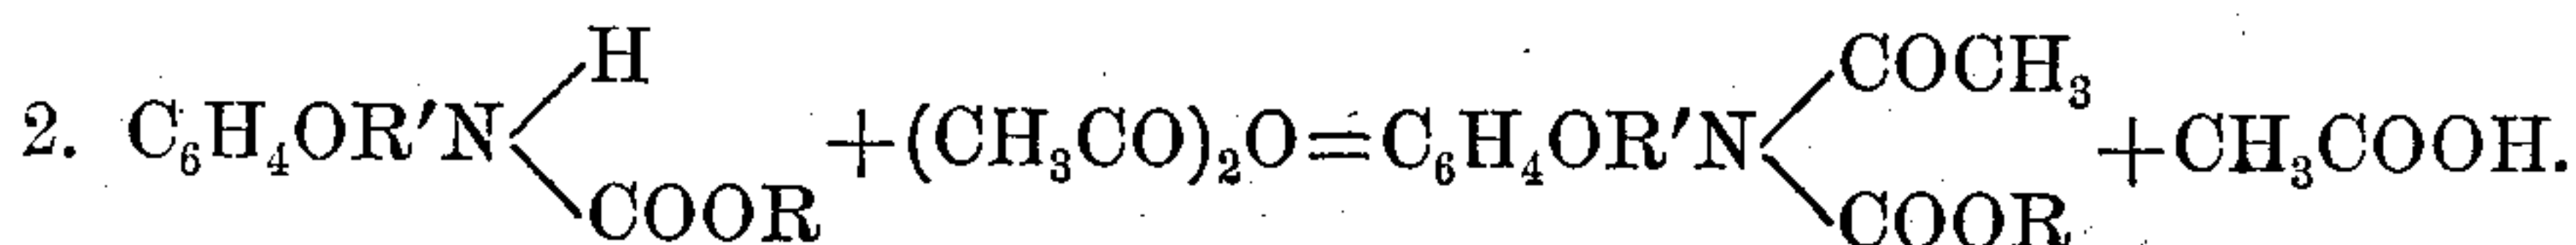 H COCH₃
2. C₆H₄OR′N +(CH₃CO)₂O=C₆H₄OR′N +CH₃COOH.
COOR COOR